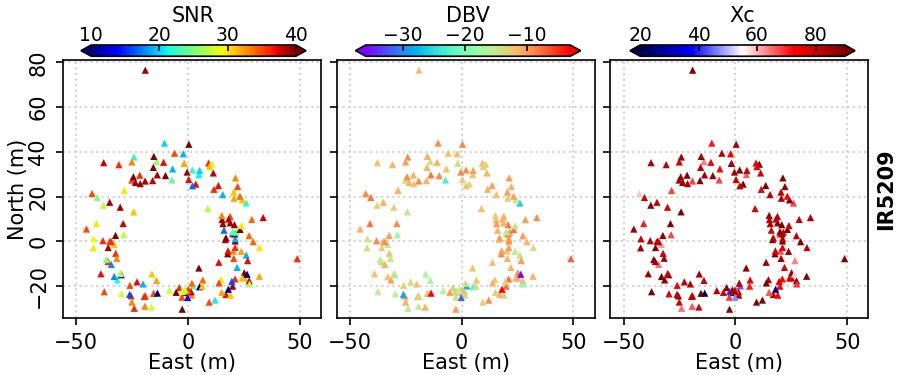 SNR DBV Xc
10 20 30 40 −30 −20 −10 20 40 60 80
80
60
40
20
0
−20
North (m)
−50 0 50 −50 0 50 −50 0 50
East (m) East (m) East (m)
IR5209